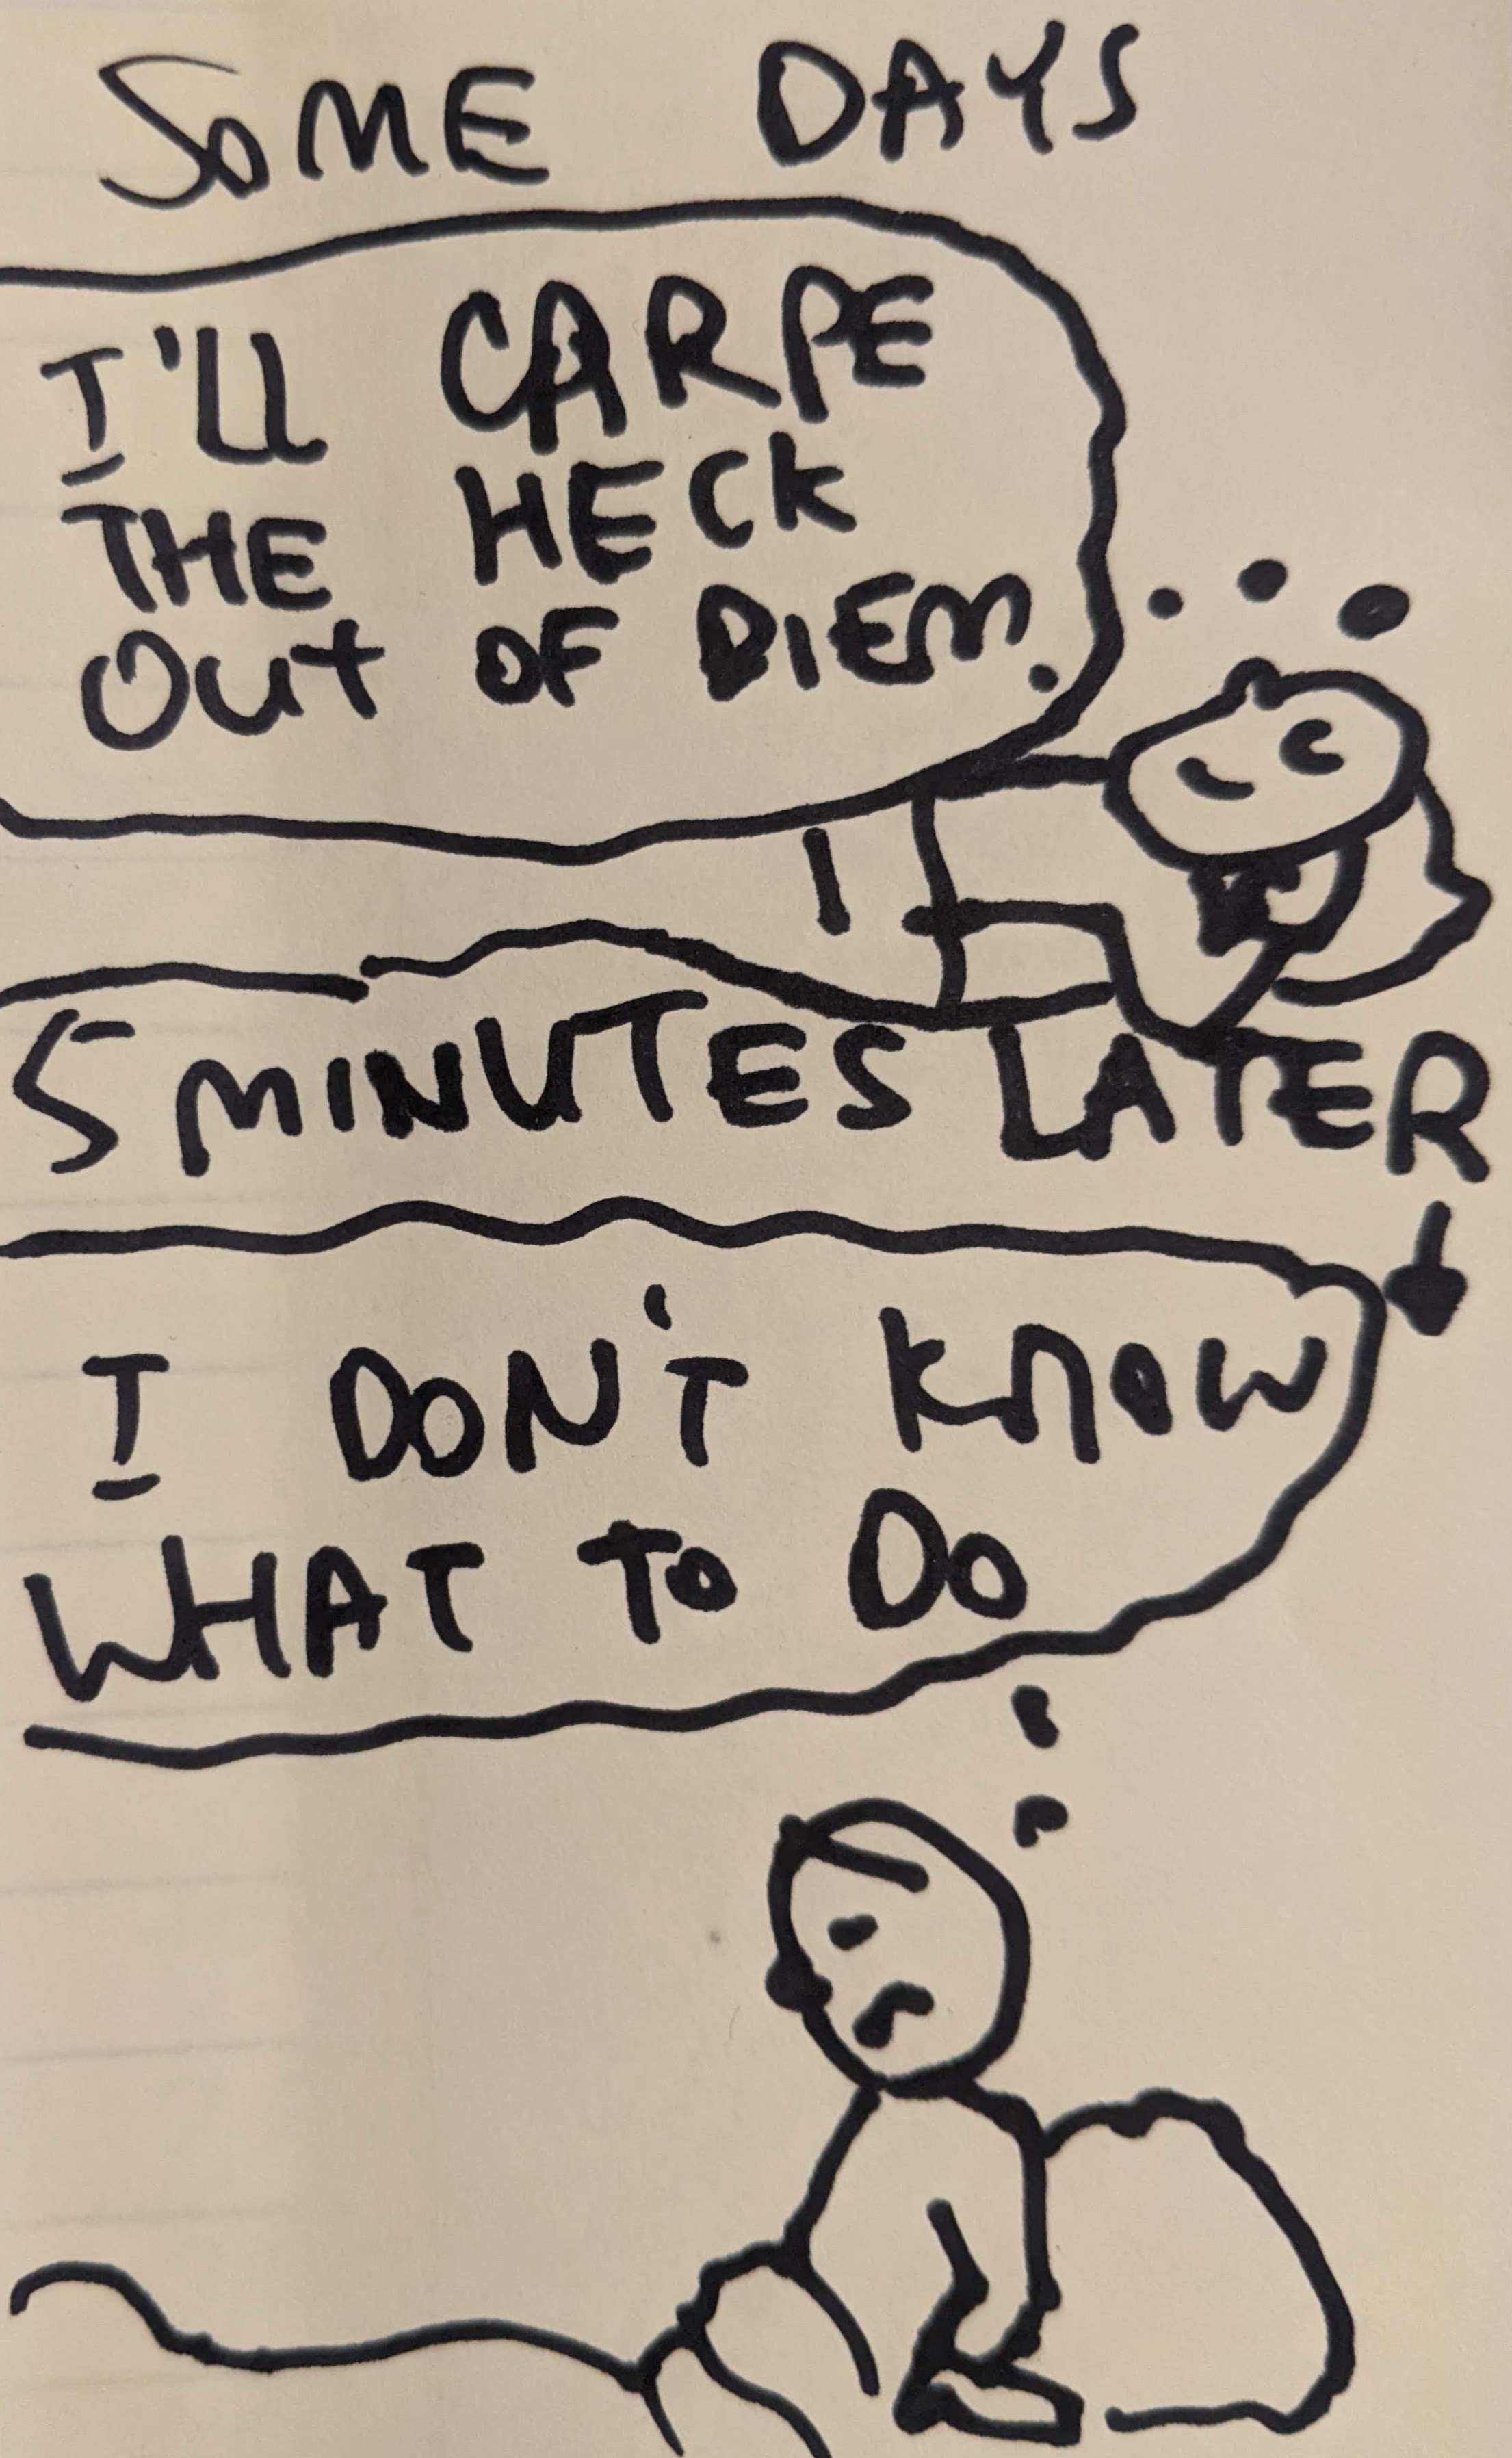 SOME DAYS
I'LL CARPE
THE HECK
OUT OF DIEM.
5 MINUTES LATER
I DON'T KNOW
WHAT TO DO